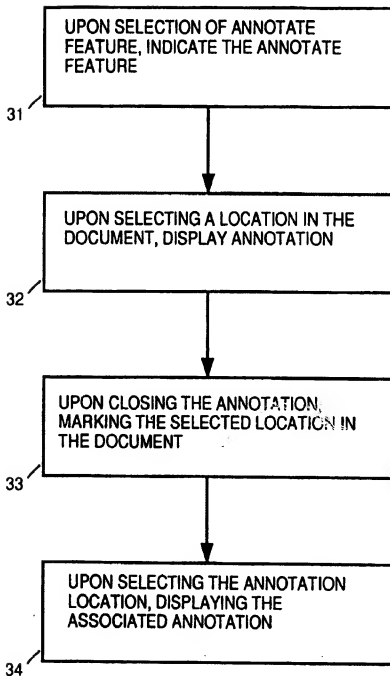 UPON SELECTION OF ANNOTATE
FEATURE, INDICATE THE ANNOTATE
FEATURE
31
UPON SELECTING A LOCATION IN THE
DOCUMENT, DISPLAY ANNOTATION
32
UPON CLOSING THE ANNOTATION,
MARKING THE SELECTED LOCATION IN
THE DOCUMENT
33
UPON SELECTING THE ANNOTATION
LOCATION, DISPLAYING THE
ASSOCIATED ANNOTATION
34